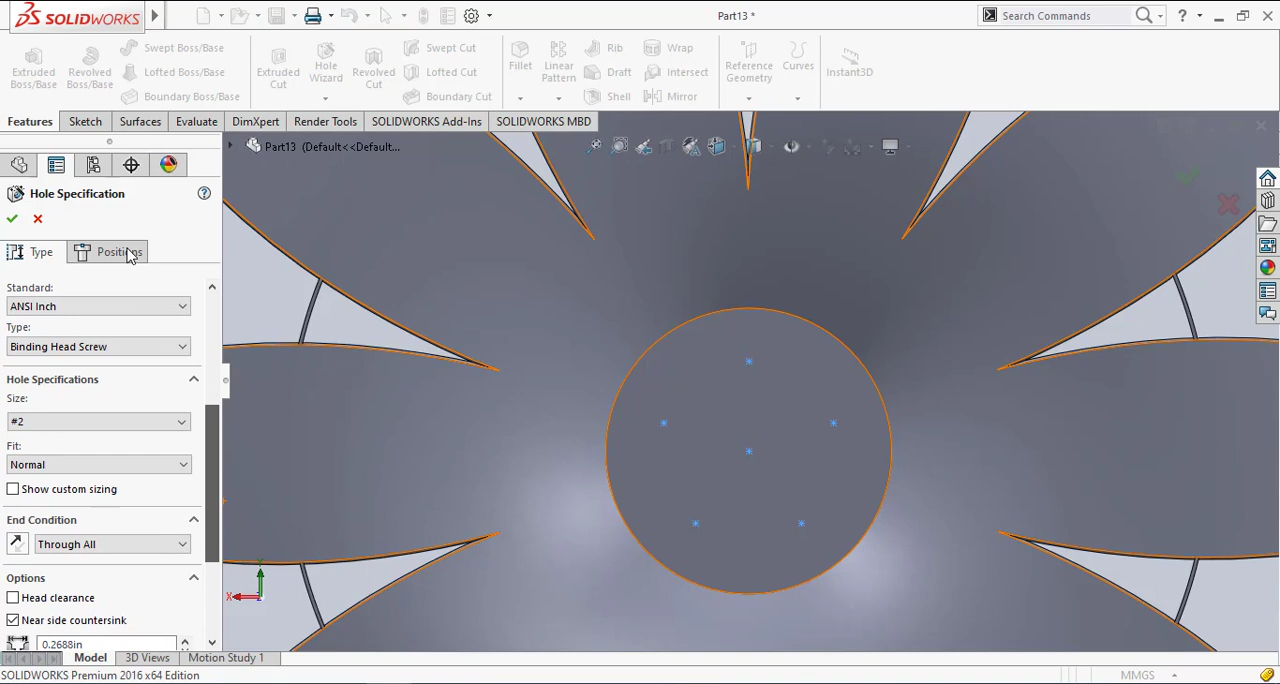 SOLIDWORKS
Part13 *
Search Commands
?
Extruded Boss/Base
Revolved Boss/Base
Swept Boss/Base
Lofted Boss/Base
Boundary Boss/Base
Extruded Cut
Hole Wizard
Revolved Cut
Swept Cut
Lofted Cut
Boundary Cut
Fillet
Linear Pattern
Rib
Draft
Shell
Wrap
Intersect
Mirror
Reference Geometry
Curves
Instant3D
Features
Sketch
Surfaces
Evaluate
DimXpert
Render Tools
SOLIDWORKS Add-Ins
SOLIDWORKS MBD
Part13 (Default<<Default...
Hole Specification
?
Type
Positions
Standard:
ANSI Inch
Type:
Binding Head Screw
Hole Specifications
Size:
#2
Fit:
Normal
Show custom sizing
End Condition
Through All
Options
Head clearance
Near side countersink
0.2688in
Y
X
Model
3D Views
Motion Study 1
SOLIDWORKS Premium 2016 x64 Edition
MMGS